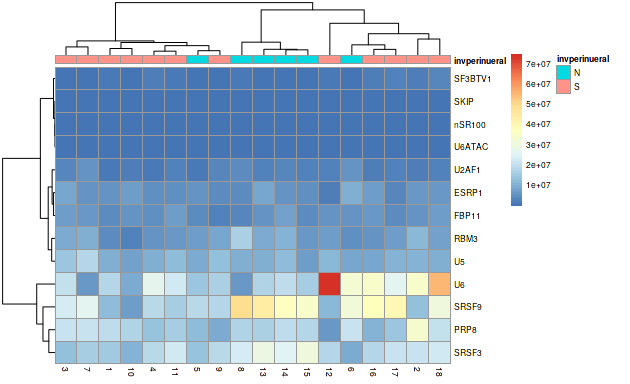 invperinueral
SF3BTV1
SKIP
nSR100
U6ATAC
U2AF1
ESRP1
FBP11
RBM3
U5
U6
SRSF9
PRP8
SRSF3
3 7 1 10 4 11 5 9 8 13 14 15 12 6 16 17 2 18
7e+07
6e+07
5e+07
4e+07
3e+07
2e+07
1e+07
invperinueral
N
S